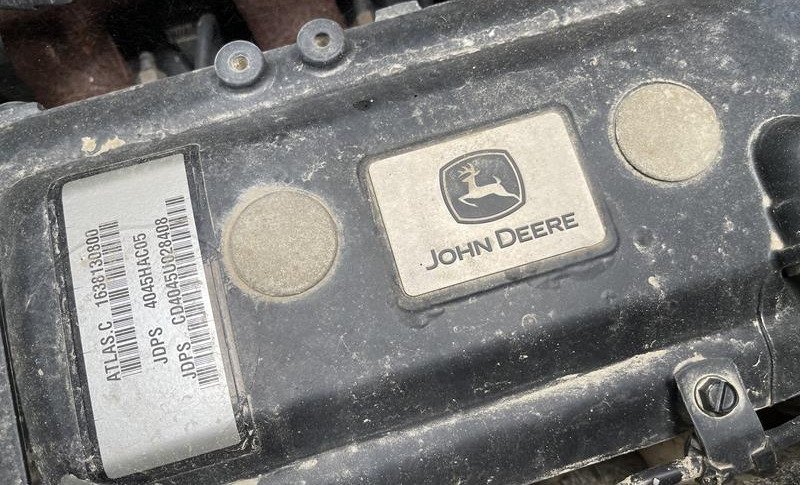 ATLAS C 1638130800
JDPS 4045HAC05
JDPS CD4045U028408
JOHN DEERE